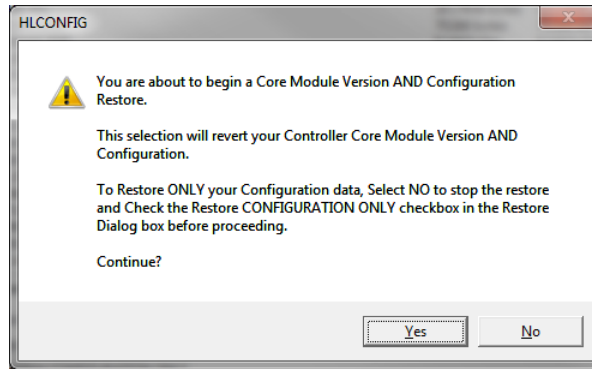 HLCONFIG
You are about to begin a Core Module Version AND Configuration
Restore.
This selection will revert your Controller Core Module Version AND
Configuration.
To Restore ONLY your Configuration data, Select NO to stop the restore
and Check the Restore CONFIGURATION ONLY checkbox in the Restore
Dialog box before proceeding.
Continue?
Yes
No